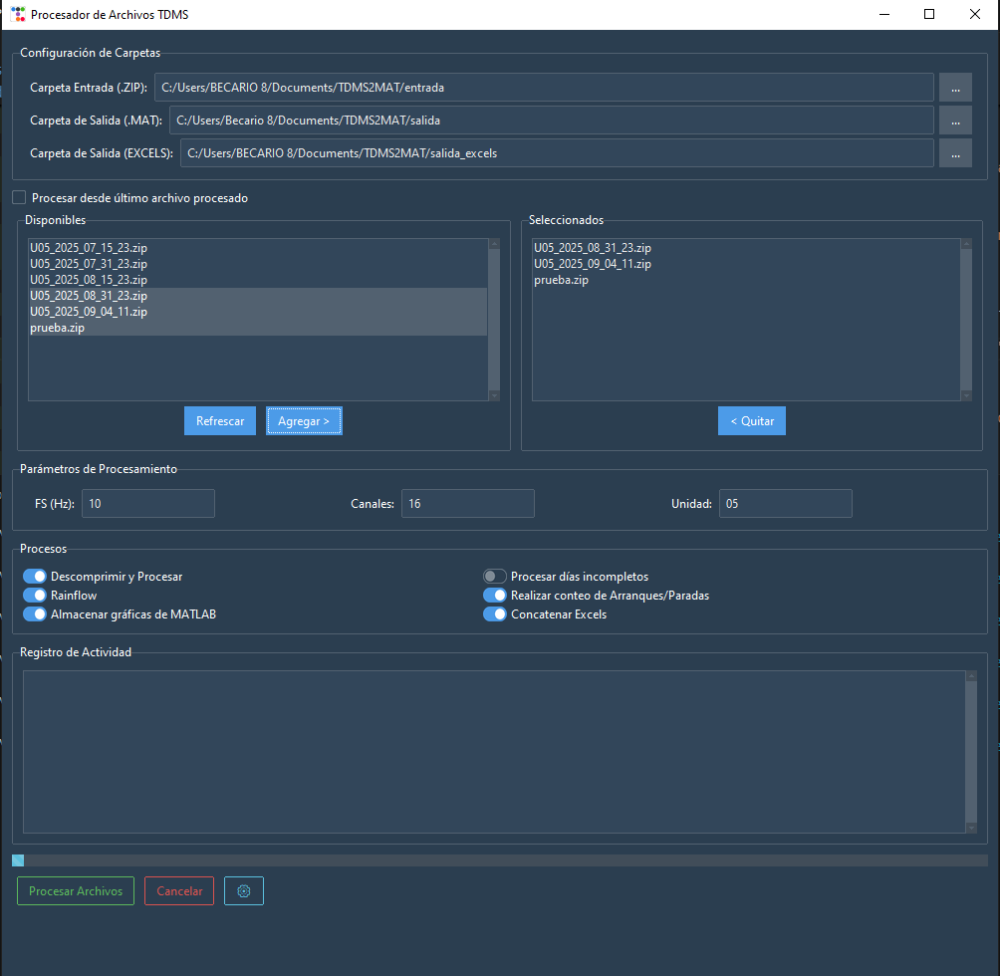 Procesador de Archivos TDMS
Configuración de Carpetas
Carpeta Entrada (.ZIP): C:/Users/BECARIO 8/Documents/TDMS2MAT/entrada ...
Carpeta de Salida (.MAT): C:/Users/Becario 8/Documents/TDMS2MAT/salida ...
Carpeta de Salida (EXCELS): C:/Users/BECARIO 8/Documents/TDMS2MAT/salida_excels ...
Procesar desde último archivo procesado
Disponibles
U05_2025_07_15_23.zip
U05_2025_07_31_23.zip
U05_2025_08_15_23.zip
U05_2025_08_31_23.zip
U05_2025_09_04_11.zip
prueba.zip
Refrescar Agregar >
Seleccionados
U05_2025_08_31_23.zip
U05_2025_09_04_11.zip
prueba.zip
< Quitar
Parámetros de Procesamiento
FS (Hz): 10 Canales: 16 Unidad: 05
Procesos
Descomprimir y Procesar Procesar días incompletos
Rainflow Realizar conteo de Arranques/Paradas
Almacenar gráficas de MATLAB Concatenar Excels
Registro de Actividad
Procesar Archivos Cancelar